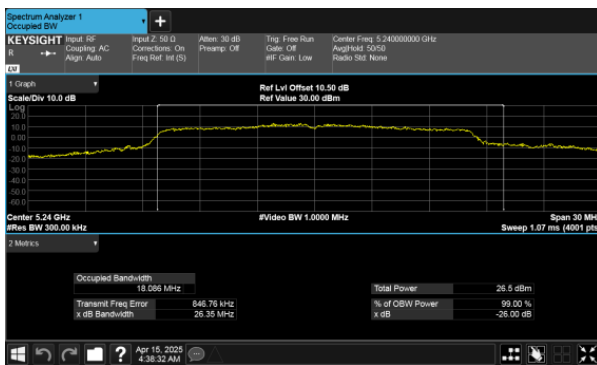 Spectrum Analyzer 1
Occupied BW
+
KEYSIGHT Input: RF Input Z: 50 Ω Atten: 30 dB Trig: Free Run Center Freq: 5.240000000 GHz
R Coupling: AC Corrections: On Preamp: Off Gate: Off Avg|Hold: 50/50
Align: Auto Freq Ref: Int (S) #IF Gain: Low Radio Std: None
LXI
1 Graph
Ref Lvl Offset 10.50 dB
Scale/Div 10.0 dB Ref Value 30.00 dBm
Log
20.0
10.0
0.00
-10.0
-20.0
-30.0
-40.0
-50.0
-60.0
Center 5.24 GHz #Video BW 1.0000 MHz Span 30 MH
#Res BW 300.00 kHz Sweep 1.07 ms (4001 pts
2 Metrics
Occupied Bandwidth
18.086 MHz
Total Power 26.5 dBm
Transmit Freq Error 846.76 kHz % of OBW Power 99.00 %
x dB Bandwidth 26.35 MHz x dB -26.00 dB
? Apr 15, 2025
4:38:32 AM